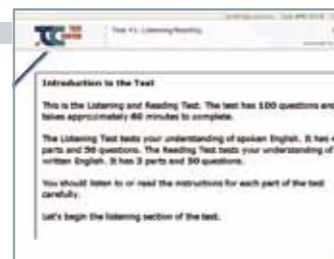 Test #1: Listening/Reading
Introduction to the Test
This is the Listening and Reading Test. The test has 100 questions and
takes approximately 60 minutes to complete.
The Listening Test tests your understanding of spoken English. It has
parts and 50 questions. The Reading Test tests your understanding of
written English. It has 3 parts and 50 questions.
You should listen to or read the instructions for each part of the test
carefully.
Let's begin the listening section of the test.